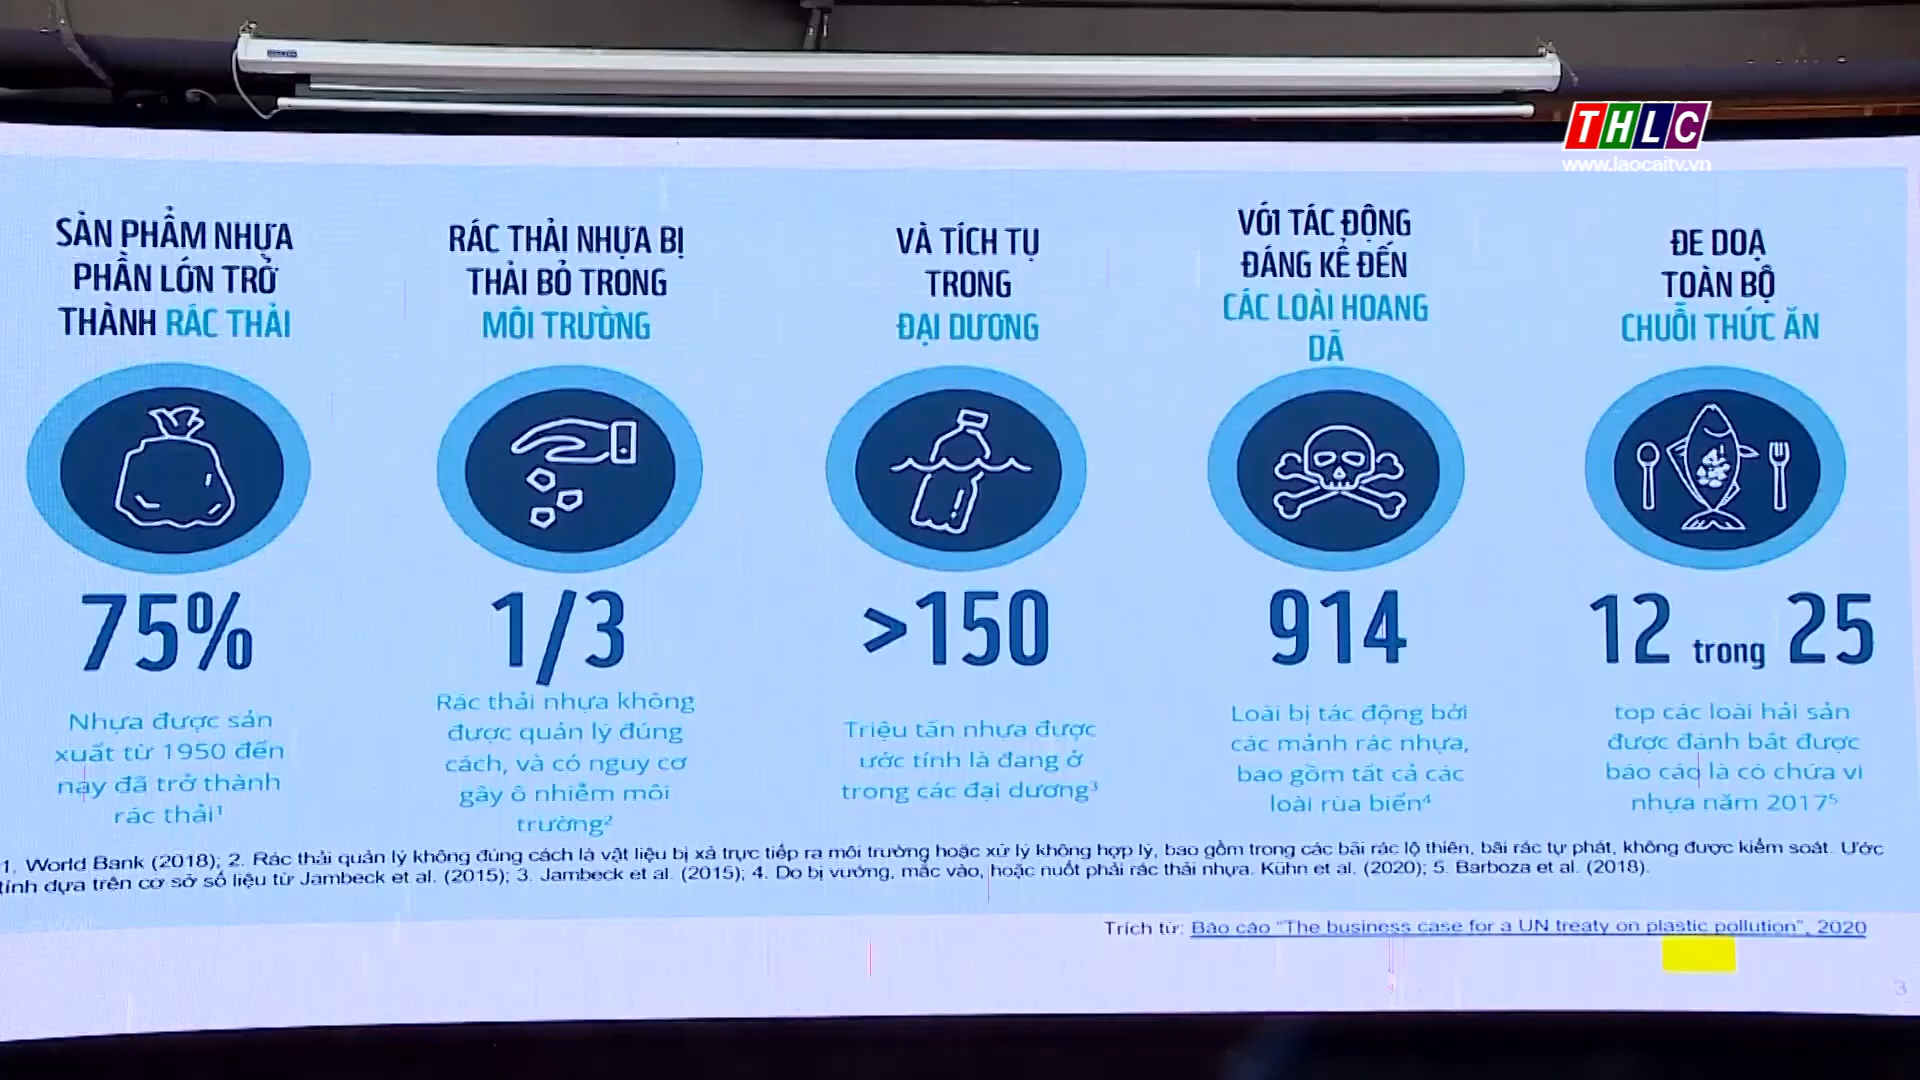 THLC
www.laocaitv.vn
SẢN PHẨM NHỰA
PHẦN LỚN TRỞ
THÀNH RÁC THẢI
75%
Nhựa được sản
xuất từ 1950 đến
nay đã trở thành
rác thải¹
RÁC THẢI NHỰA BỊ
THẢI BỎ TRONG
MÔI TRƯỜNG
1/3
Rác thải nhựa không
được quản lý đúng
cách, và có nguy cơ
gây ô nhiễm môi
trường²
VÀ TÍCH TỤ
TRONG
ĐẠI DƯƠNG
>150
Triệu tấn nhựa được
ước tính là đang ở
trong các đại dương³
VỚI TÁC ĐỘNG
ĐÁNG KỂ ĐẾN
CÁC LOÀI HOANG
DÃ
914
Loài bị tác động bởi
các mảnh rác nhựa,
bao gồm tất cả các
loài rùa biển⁴
ĐE DOẠ
TOÀN BỘ
CHUỖI THỨC ĂN
12 trong 25
top các loài hải sản
được đánh bắt được
báo cáo là có chứa vi
nhựa năm 2017⁵
1, World Bank (2018); 2. Rác thải quản lý không đúng cách là vật liệu bị xả trực tiếp ra môi trường hoặc xử lý không hợp lý, bao gồm trong các bãi rác lộ thiên, bãi rác tự phát, không được kiểm soát. Ước
tính dựa trên cơ sở số liệu từ Jambeck et al. (2015); 3. Jambeck et al. (2015); 4. Do bị vướng, mắc vào, hoặc nuốt phải rác thải nhựa. Kühn et al. (2020); 5. Barboza et al. (2018).
Trích từ: Báo cáo "The business case for a UN treaty on plastic pollution", 2020
3